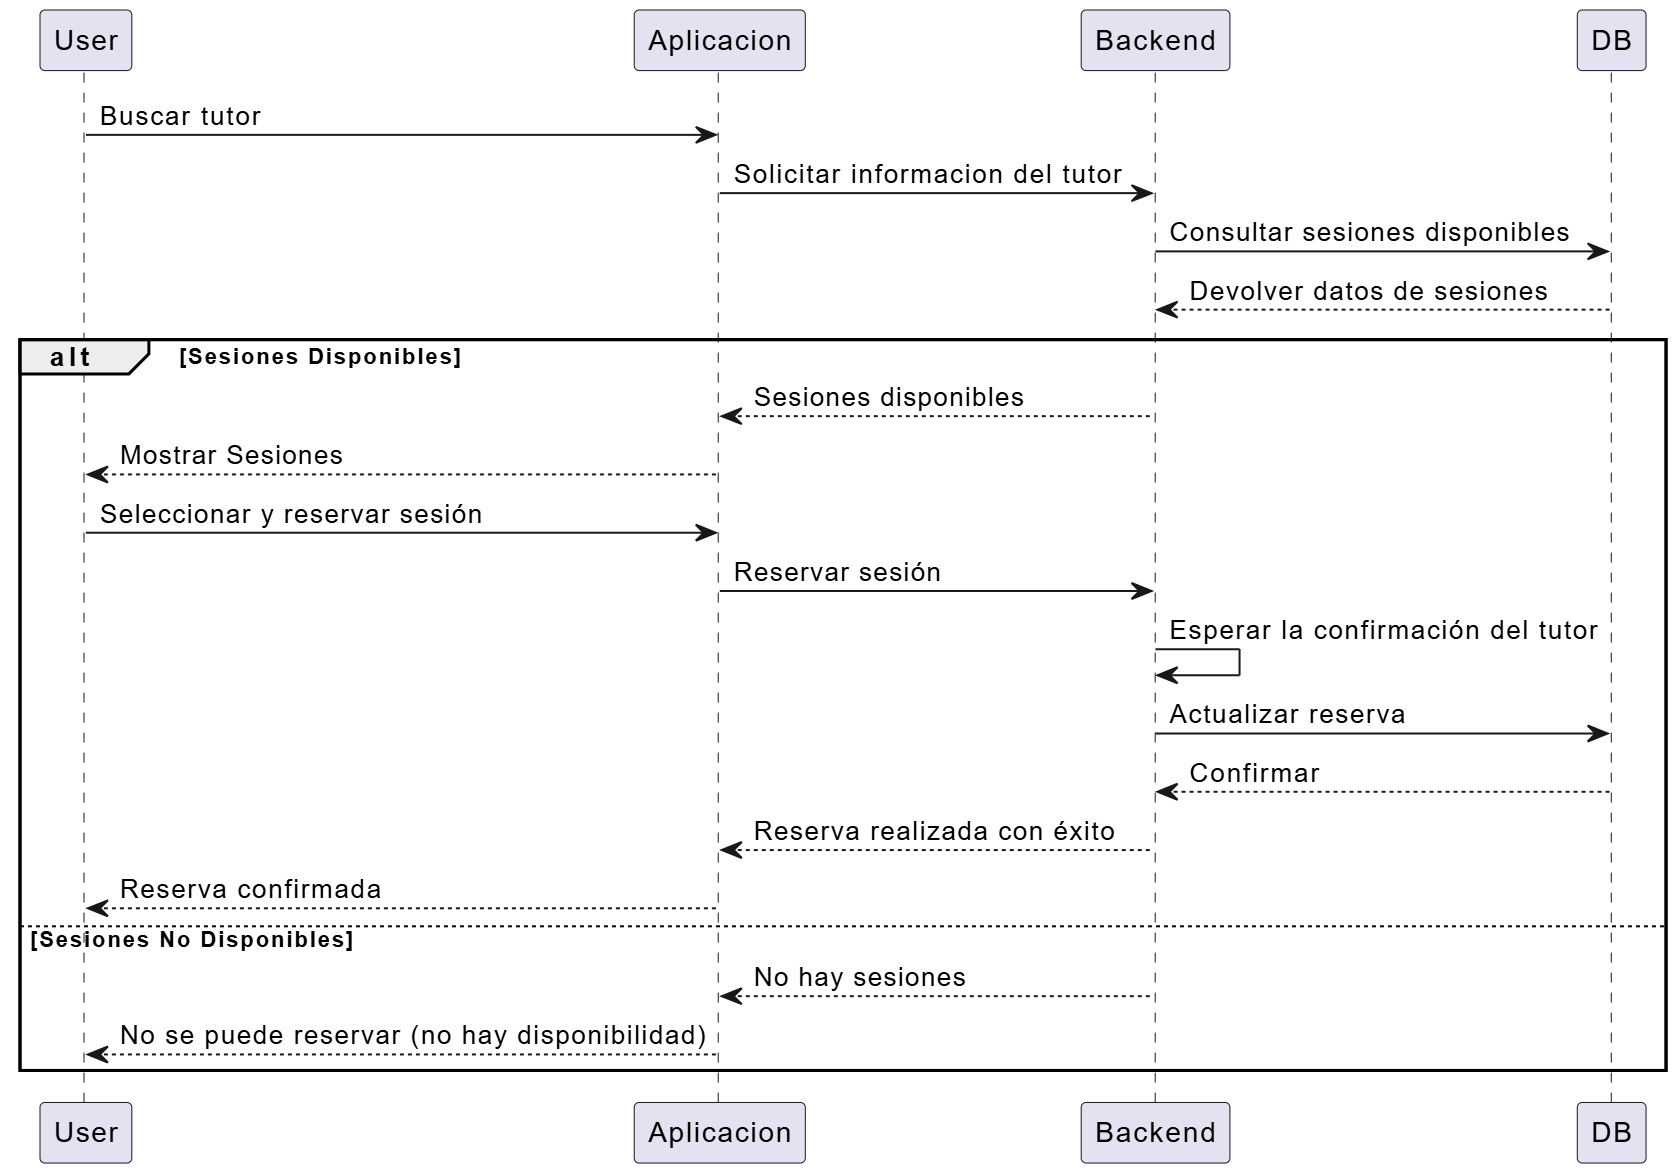 User
Aplicacion
Backend
DB
Buscar tutor
Solicitar informacion del tutor
Consultar sesiones disponibles
Devolver datos de sesiones
alt
[Sesiones Disponibles]
Sesiones disponibles
Mostrar Sesiones
Seleccionar y reservar sesión
Reservar sesión
Esperar la confirmación del tutor
Actualizar reserva
Confirmar
Reserva realizada con éxito
Reserva confirmada
[Sesiones No Disponibles]
No hay sesiones
No se puede reservar (no hay disponibilidad)
User
Aplicacion
Backend
DB